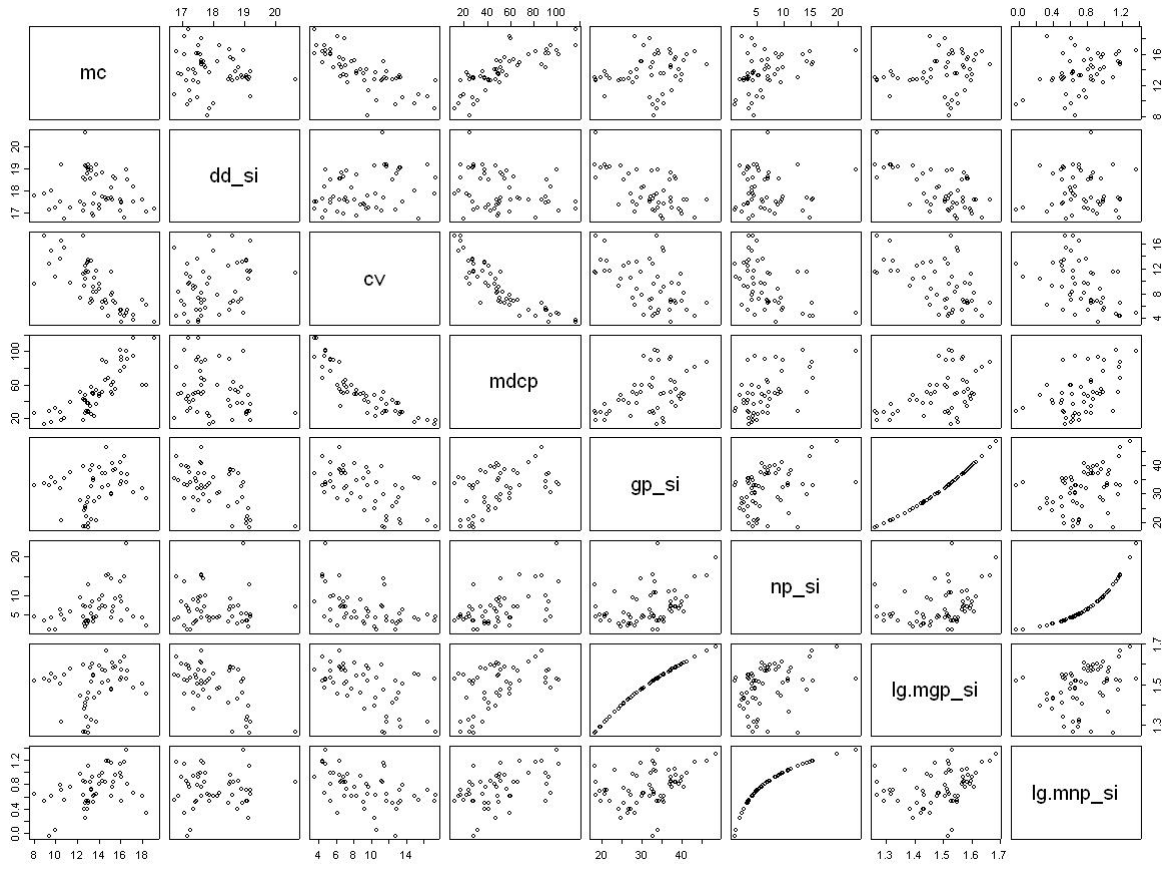 17 18 19 20
20 40 60 80 100
5 10 15 20
0.0 0.4 0.8 1.2
mc
8 12 16
17 18 19 20
dd_si
cv
4 8 12 16
20 60 100
mdcp
gp_si
20 30 40
5 10 20
np_si
lg.mgp_si
1.3 1.5 1.7
0.0 0.4 0.8 1.2
lg.mnp_si
8 10 12 14 16 18
4 6 8 10 14
20 30 40
1.3 1.4 1.5 1.6 1.7